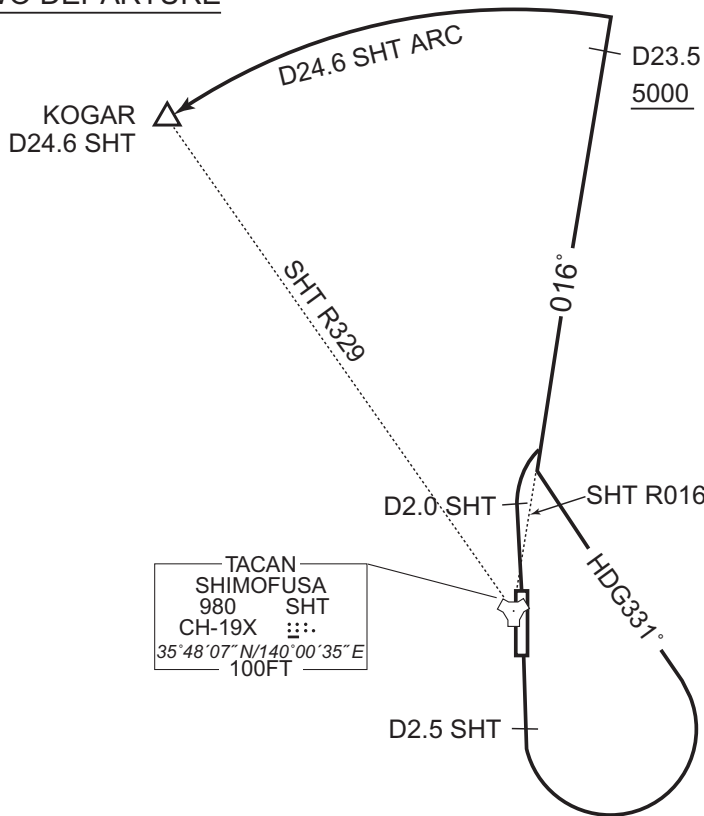 DEPARTURE
D24.6 SHT ARC
D23.5
5000
KOGAR
D24.6 SHT
SHT R329
016°
D2.0 SHT
SHT R016
HDG331°
TACAN
SHIMOFUSA
980 SHT
CH-19X
35°48′07″N/140°00′35″E
100FT
D2.5 SHT